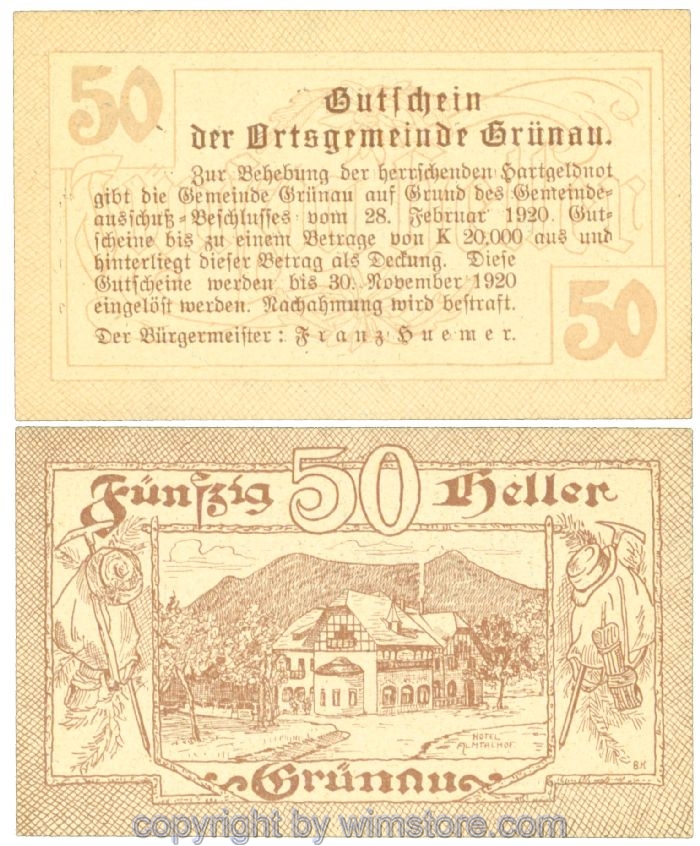 50
Gutschein
der Ortsgemeinde Grünau.
Zur Behebung der herrschenden Hartgeldnot
gibt die Gemeinde Grünau auf Grund des Gemeinde-
ausschuß-Beschlusses vom 28. Februar 1920 Gut-
scheine bis zu einem Betrage von K 20.000 aus und
hinterliegt dieser Betrag als Deckung. Diese
Gutscheine werden bis 30. November 1920
eingelöst werden. Nachahmung wird bestraft.
Der Bürgermeister: Franz Huemer.
50
Fünfzig 50 Heller
HOTEL
ALMTALHOF.
B.K
Grünau
copyright by wimstore.com